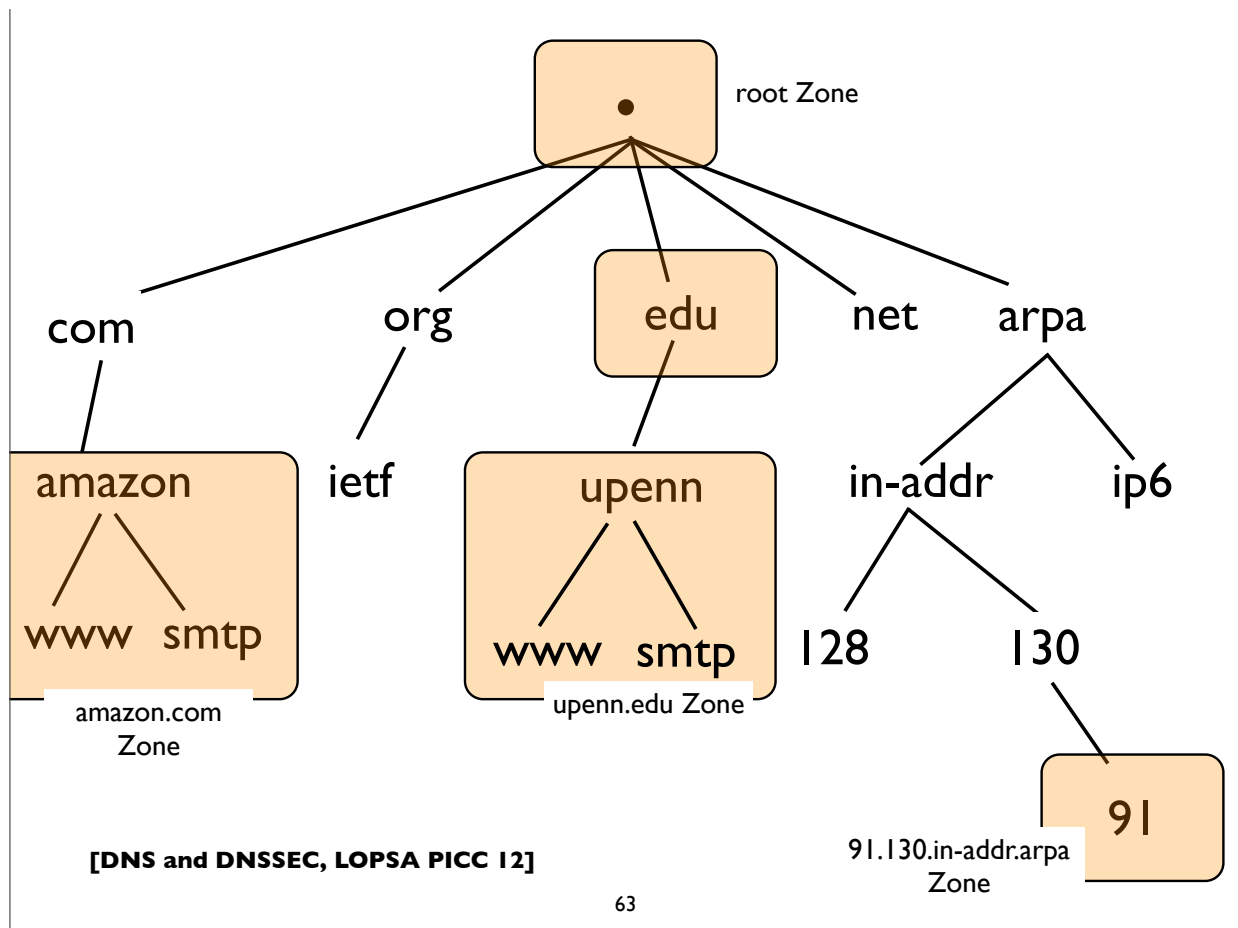 root Zone
com
org
edu
net
arpa
amazon
ietf
upenn
in-addr
ip6
www smtp
www smtp
128
130
amazon.com
Zone
upenn.edu Zone
91
91.130.in-addr.arpa
Zone
[DNS and DNSSEC, LOPSA PICC 12]
63